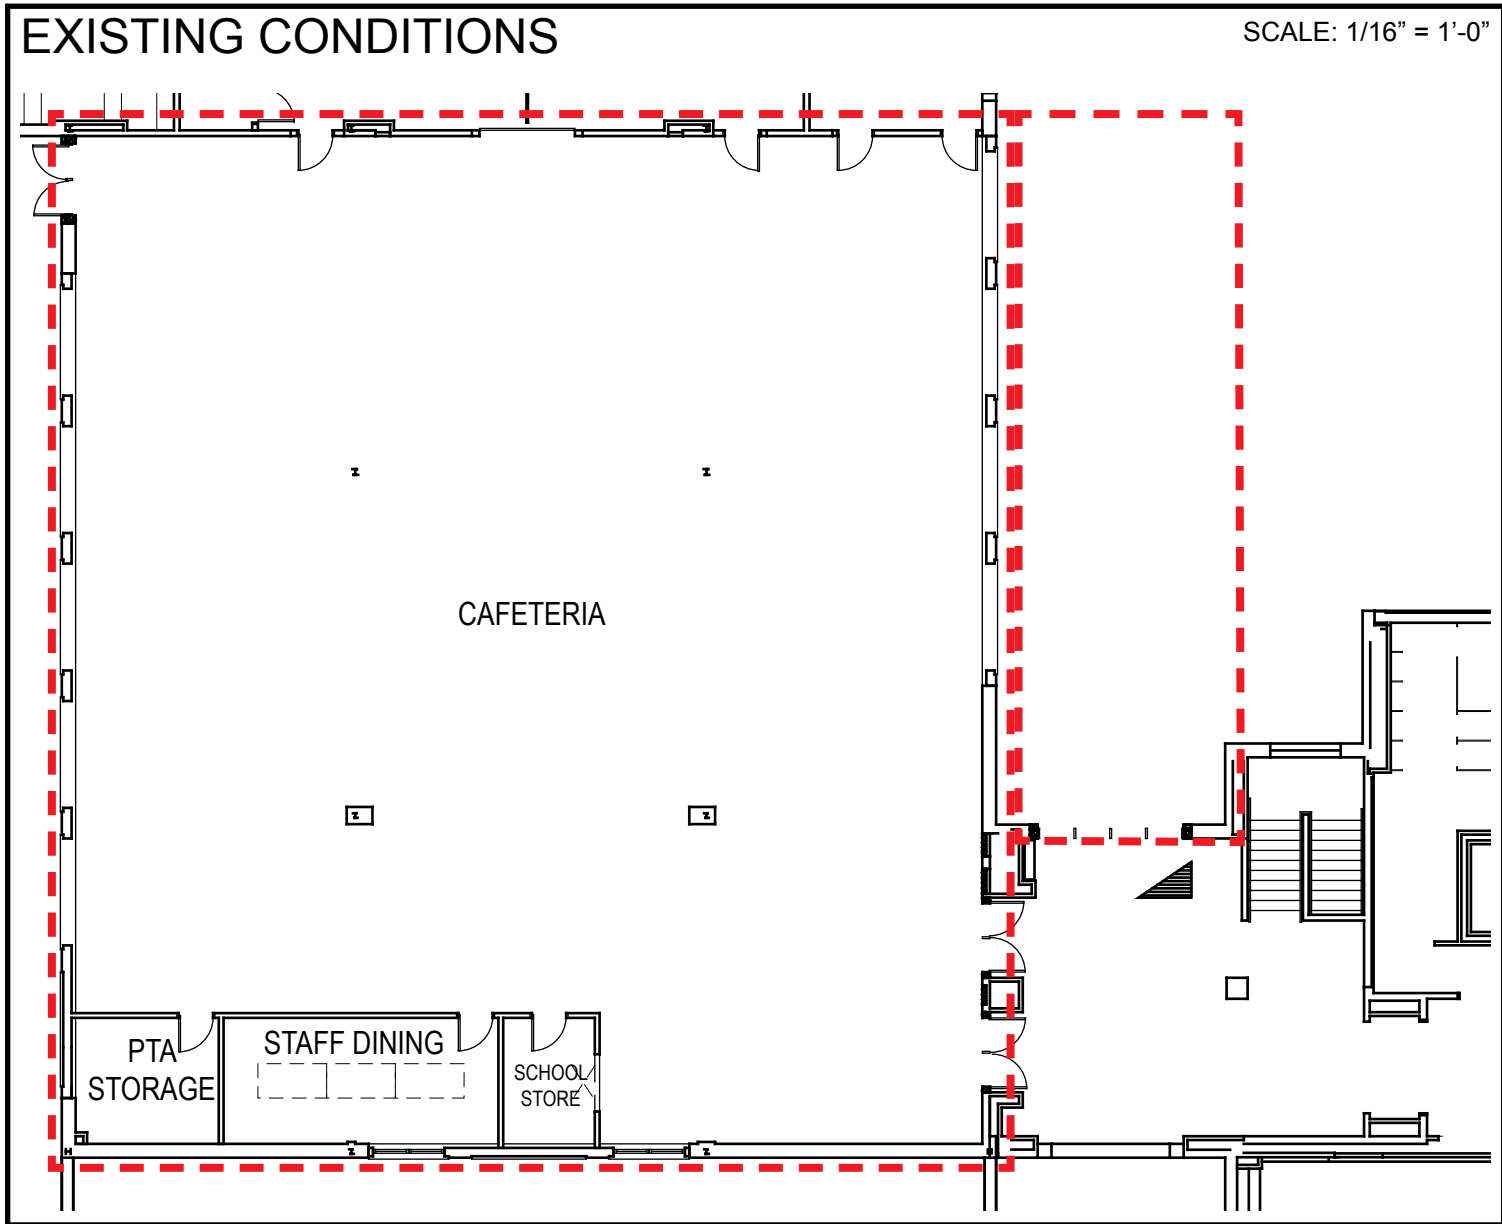 EXISTING CONDITIONS
SCALE: 1/16” = 1’-0”
CAFETERIA
PTA
STORAGE
STAFF DINING
SCHOOL
STORE